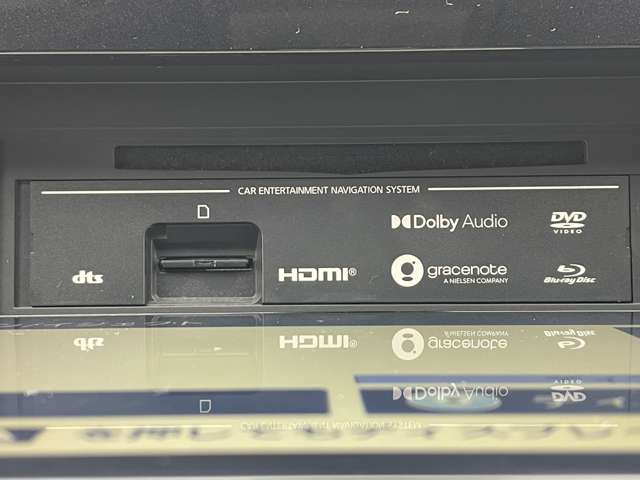 CAR ENTERTAINMENT NAVIGATION SYSTEM
Dolby Audio
DVD
VIDEO
dts
HDMI®
gracenote
A NIELSEN COMPANY
Blu-ray Disc